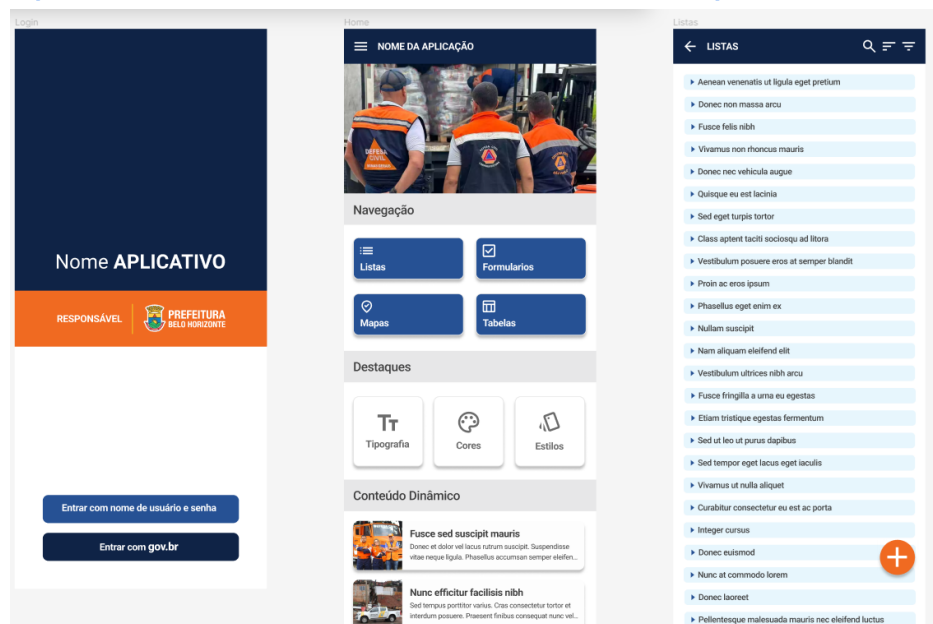 Login
Nome APLICATIVO
RESPONSÁVEL
PREFEITURA
BELO HORIZONTE
Entrar com nome de usuário e senha
Entrar com gov.br
Home
NOME DA APLICAÇÃO
DEFESA
CIVIL
Navegação
Listas
Formularios
Mapas
Tabelas
Destaques
Tipografia
Cores
Estilos
Conteúdo Dinâmico
Fusce sed suscipit mauris
Donec et dolor vel lacus rutrum suscipit. Suspendisse
vitae neque ligula. Phasellus accumsan semper eleifen...
Nunc efficitur facilisis nibh
Sed tempus porttitor varius. Cras consectetur tortor et
interdum posuere. Praesent finibus consequat nunc vel...
Listas
LISTAS
Aenean venenatis ut ligula eget pretium
Donec non massa arcu
Fusce felis nibh
Vivamus non rhoncus mauris
Donec nec vehicula augue
Quisque eu est lacinia
Sed eget turpis tortor
Class aptent taciti sociosqu ad litora
Vestibulum posuere eros at semper blandit
Proin ac eros ipsum
Phasellus eget enim ex
Nullam suscipit
Nam aliquam eleifend elit
Vestibulum ultrices nibh arcu
Fusce fringilla a urna eu egestas
Etiam tristique egestas fermentum
Sed ut leo ut purus dapibus
Sed tempor eget lacus eget iaculis
Vivamus ut nulla aliquet
Curabitur consectetur eu est ac porta
Integer cursus
Donec euismod
Nunc at commodo lorem
Donec laoreet
Pellentesque malesuada mauris nec eleifend luctus